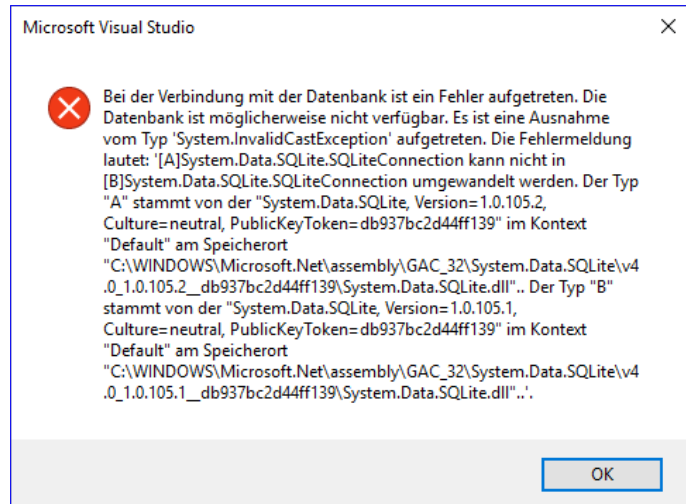 Microsoft Visual Studio
Bei der Verbindung mit der Datenbank ist ein Fehler aufgetreten. Die
Datenbank ist möglicherweise nicht verfügbar. Es ist eine Ausnahme
vom Typ 'System.InvalidCastException' aufgetreten. Die Fehlermeldung
lautet: '[A]System.Data.SQLite.SQLiteConnection kann nicht in
[B]System.Data.SQLite.SQLiteConnection umgewandelt werden. Der Typ
"A" stammt von der "System.Data.SQLite, Version=1.0.105.2,
Culture=neutral, PublicKeyToken=db937bc2d44ff139" im Kontext
"Default" am Speicherort
"C:\WINDOWS\Microsoft.Net\assembly\GAC_32\System.Data.SQLite\v4
.0_1.0.105.2__db937bc2d44ff139\System.Data.SQLite.dll".. Der Typ "B"
stammt von der "System.Data.SQLite, Version=1.0.105.1,
Culture=neutral, PublicKeyToken=db937bc2d44ff139" im Kontext
"Default" am Speicherort
"C:\WINDOWS\Microsoft.Net\assembly\GAC_32\System.Data.SQLite\v4
.0_1.0.105.1__db937bc2d44ff139\System.Data.SQLite.dll"..'.
OK